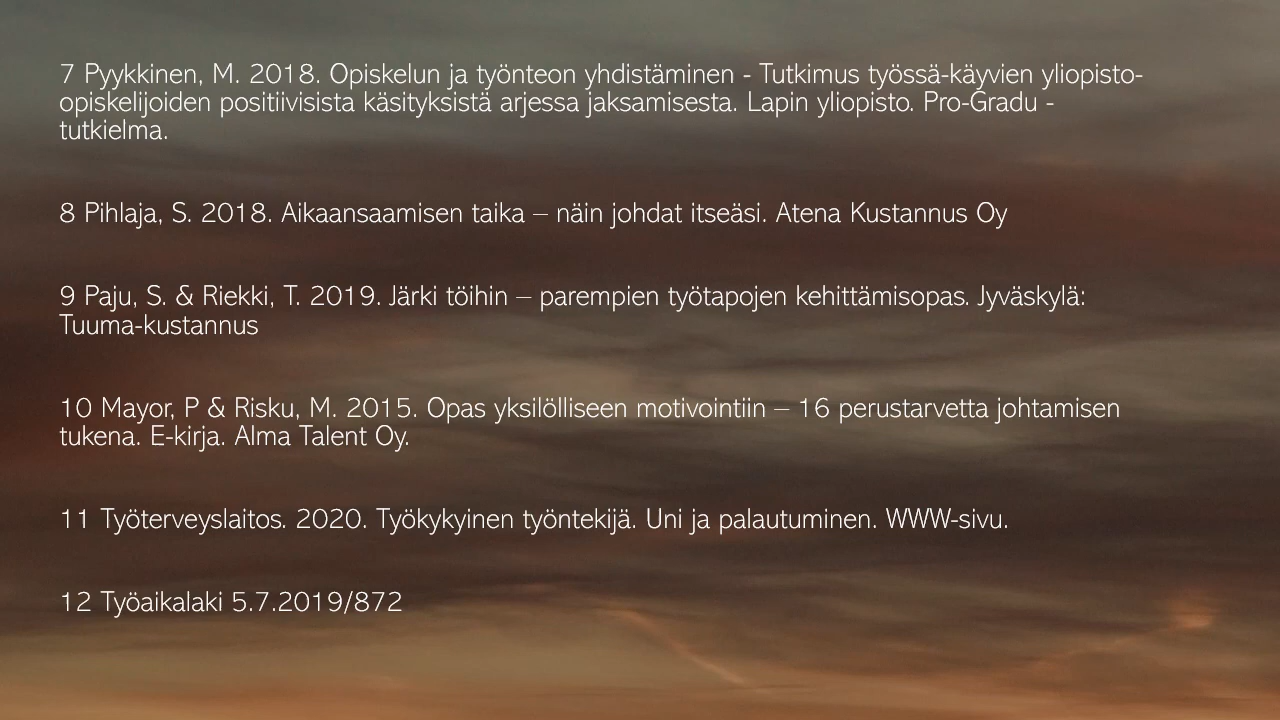 7 Pyykkinen, M. 2018. Opiskelun ja työnteon yhdistäminen - Tutkimus työssä-käyvien yliopisto-
opiskelijoiden positiivisista käsityksistä arjessa jaksamisesta. Lapin yliopisto. Pro-Gradu -
tutkielma.
8 Pihlaja, S. 2018. Aikaansaamisen taika – näin johdat itseäsi. Atena Kustannus Oy
9 Paju, S. & Riekki, T. 2019. Järki töihin – parempien työtapojen kehittämisopas. Jyväskylä:
Tuuma-kustannus
10 Mayor, P & Risku, M. 2015. Opas yksilölliseen motivointiin – 16 perustarvetta johtamisen
tukena. E-kirja. Alma Talent Oy.
11 Työterveyslaitos. 2020. Työkykyinen työntekijä. Uni ja palautuminen. WWW-sivu.
12 Työaikalaki 5.7.2019/872